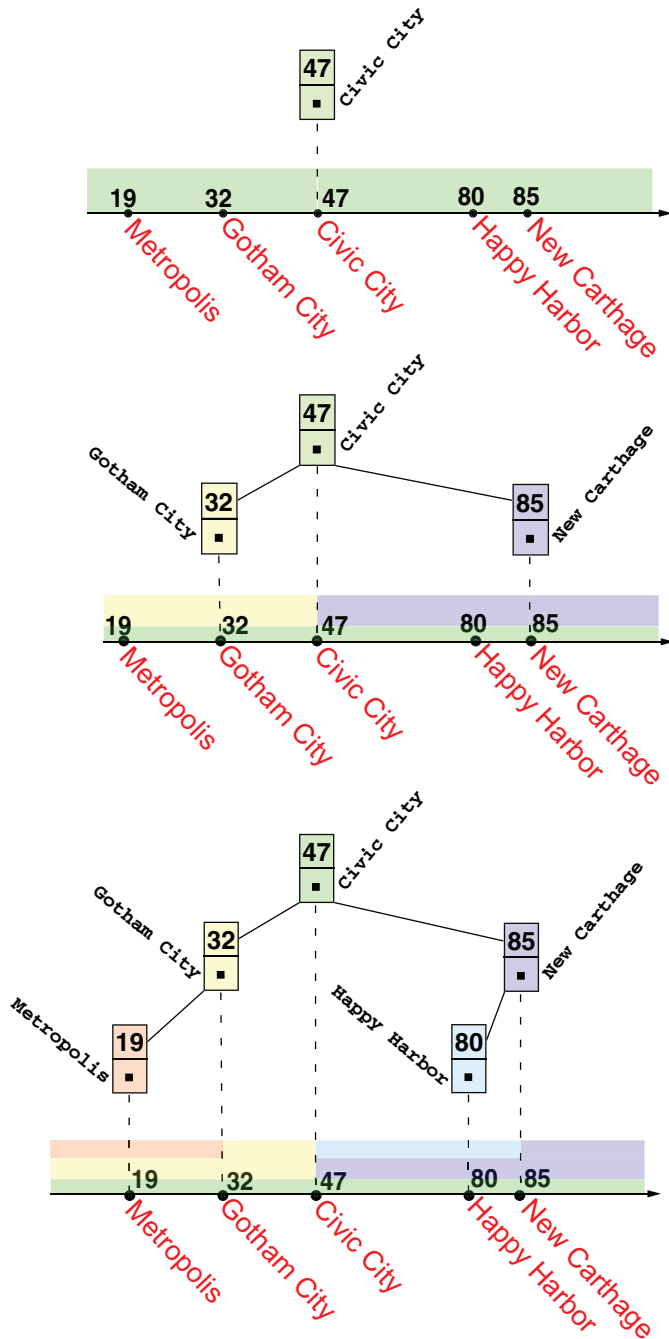 47
Civic City
19
32
47
80
85
Metropolis
Gotham City
Civic City
Happy Harbor
New Carthage
47
Civic City
Gotham City
32
85
New Carthage
19
32
47
80
85
Metropolis
Gotham City
Civic City
Happy Harbor
New Carthage
47
Civic City
Gotham City
32
85
New Carthage
Metropolis
19
Happy Harbor
80
19
32
47
80
85
Metropolis
Gotham City
Civic City
Happy Harbor
New Carthage